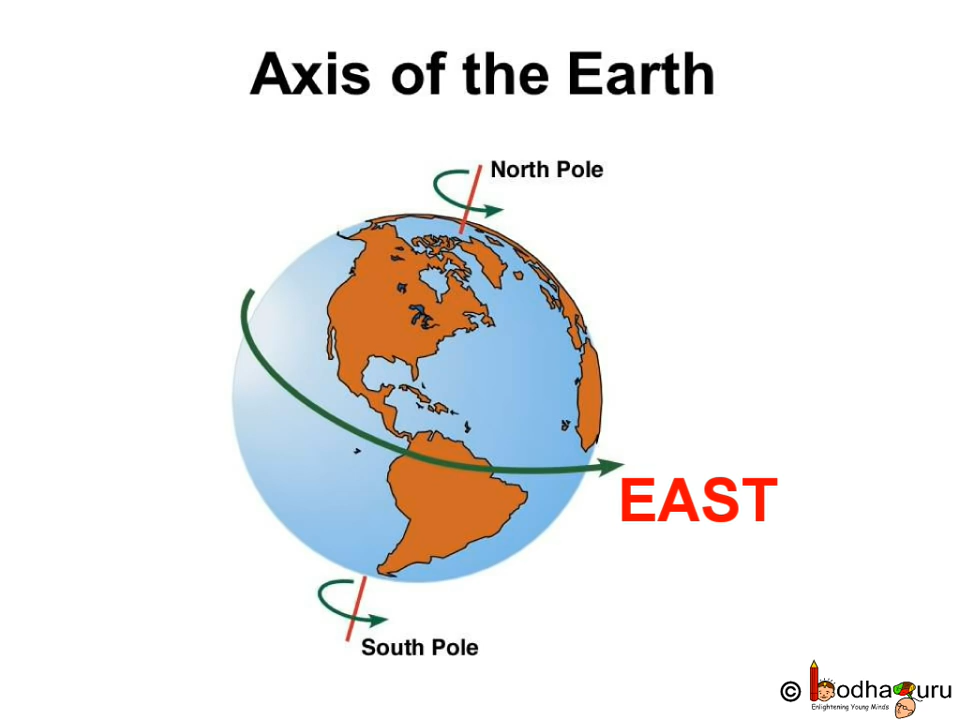 Axis of the Earth
North Pole
EAST
South Pole
© BodhaGuru
Enlightening Young Minds